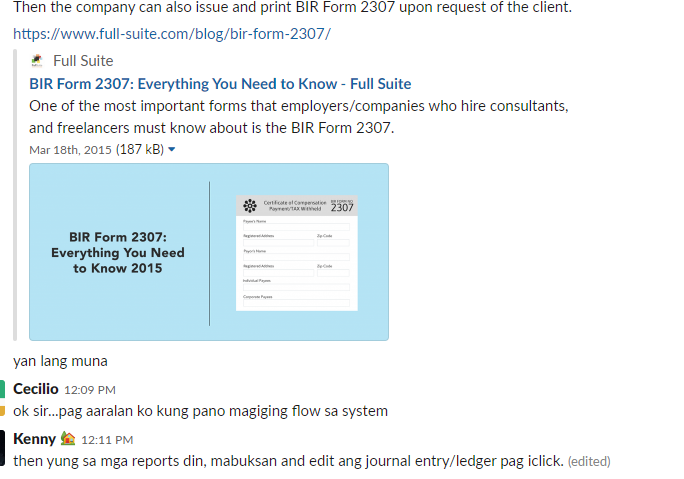 Then the company can also issue and print BIR Form 2307 upon request of the client.
https://www.full-suite.com/blog/bir-form-2307/
Full Suite
BIR Form 2307: Everything You Need to Know - Full Suite
One of the most important forms that employers/companies who hire consultants,
and freelancers must know about is the BIR Form 2307.
Mar 18th, 2015 (187 kB)
BIR Form 2307:
Everything You Need
to Know 2015
Certificate of Compensation
Payment/TAX Withheld
BIR FORM NO.
2307
Payor's Name
Registered Address Zip Code
Payor's Name
Registered Address Zip Code
Individual Payees
Corporate Payees
yan lang muna
Cecilio 12:09 PM
ok sir...pag aaralan ko kung pano magiging flow sa system
Kenny 12:11 PM
then yung sa mga reports din, mabuksan and edit ang journal entry/ledger pag iclick. (edited)